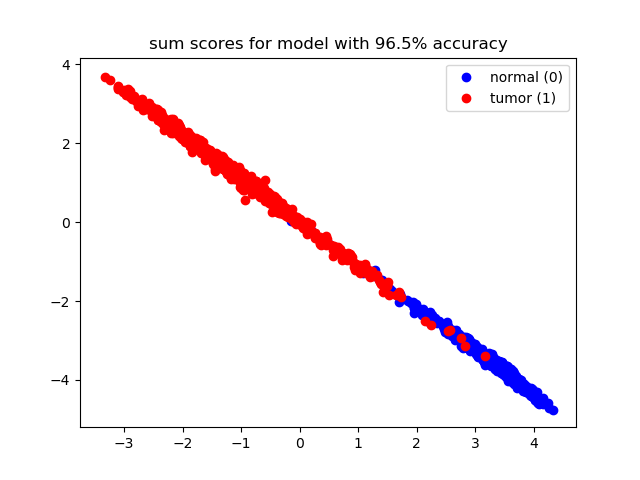 sum scores for model with 96.5% accuracy
normal (0)
tumor (1)
4
2
0
−2
−4
−3 −2 −1 0 1 2 3 4